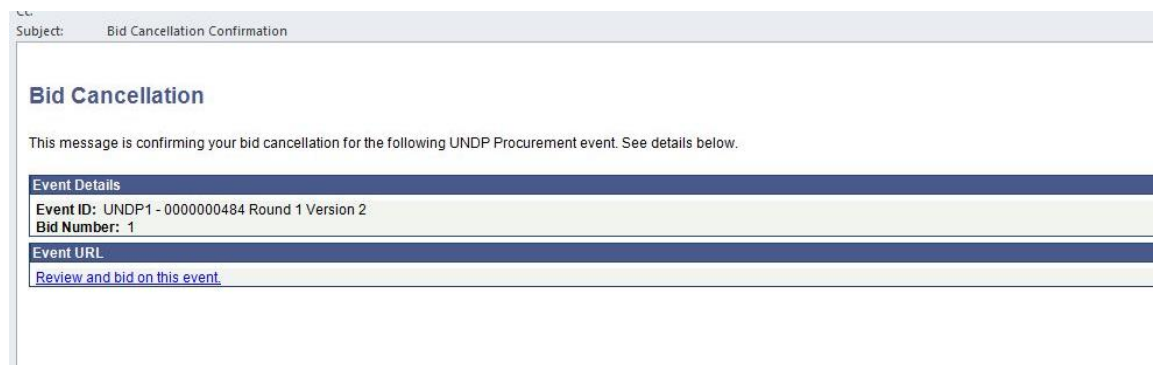 Cc:
Subject: Bid Cancellation Confirmation
Bid Cancellation
This message is confirming your bid cancellation for the following UNDP Procurement event. See details below.
Event Details
Event ID: UNDP1 - 0000000484 Round 1 Version 2
Bid Number: 1
Event URL
Review and bid on this event.